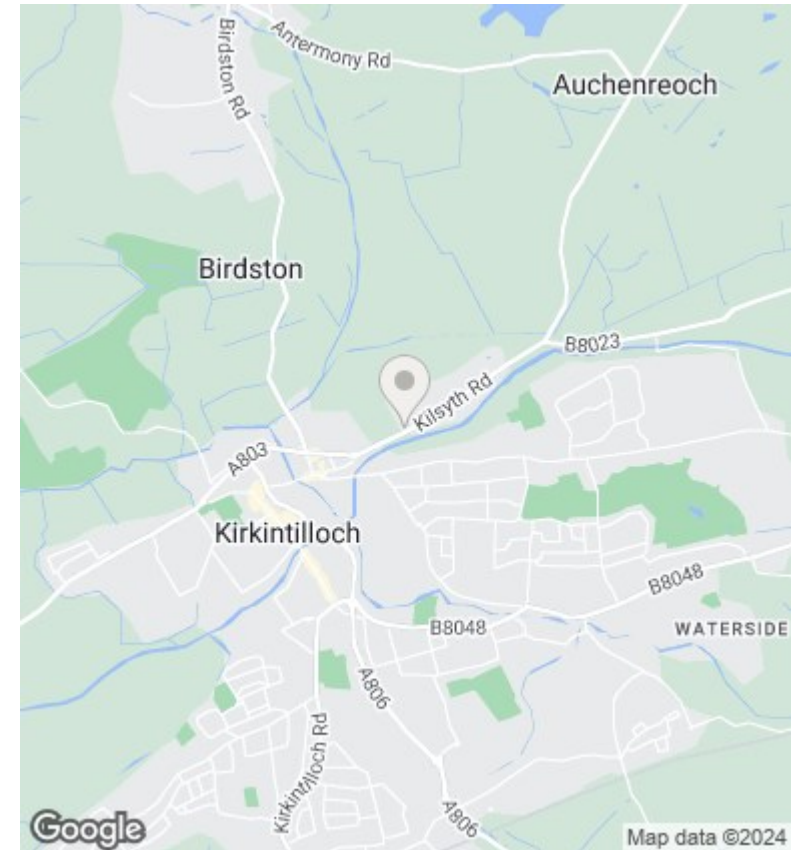 Antermony Rd
Birdston Rd
Auchenreoch
Birdston
B8023
Kilsyth Rd
A803
Kirkintilloch
B8048
B8048
WATERSIDE
A806
Kirkintilloch Rd
A806
Google
Map data ©2024